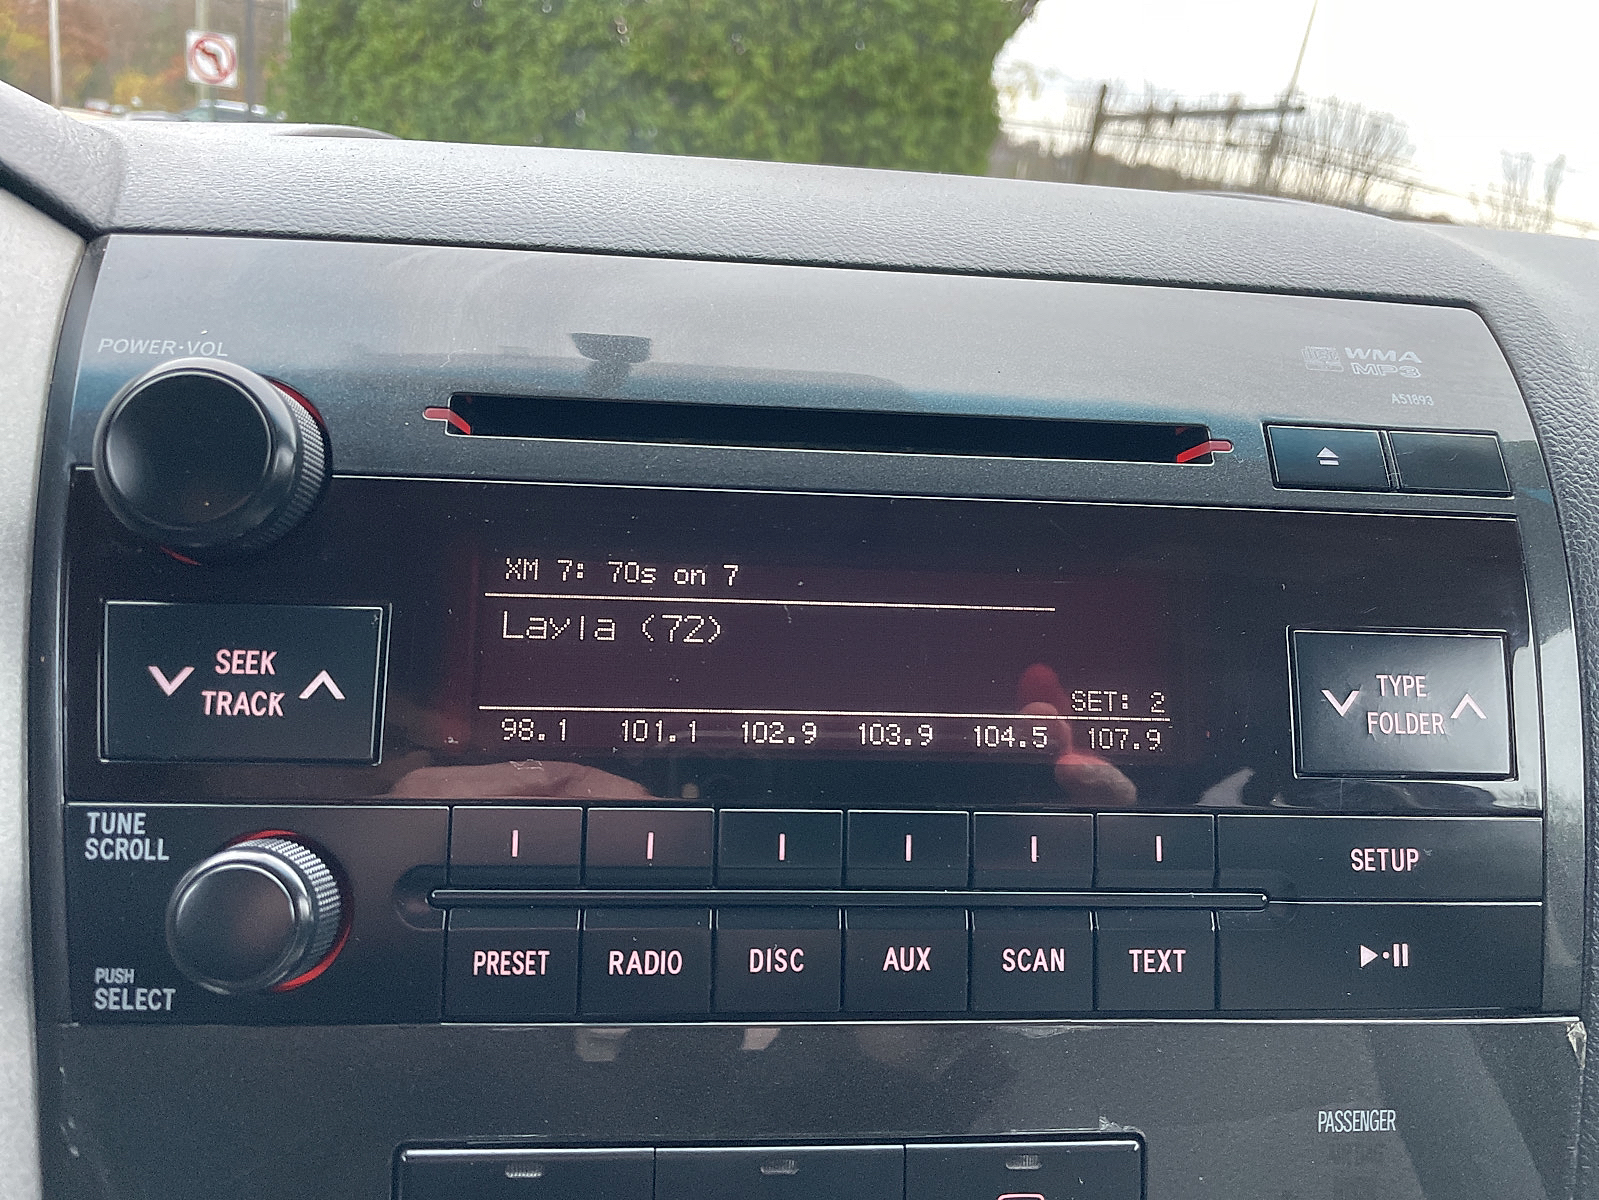 POWER·VOL
WMA
MP3
A51893
XM 7: 70s on 7
Layla (72)
SET: 2
98.1 101.1 102.9 103.9 104.5 107.9
SEEK
TRACK
TYPE
FOLDER
TUNE
SCROLL
PUSH
SELECT
SETUP
PRESET RADIO DISC AUX SCAN TEXT
PASSENGER